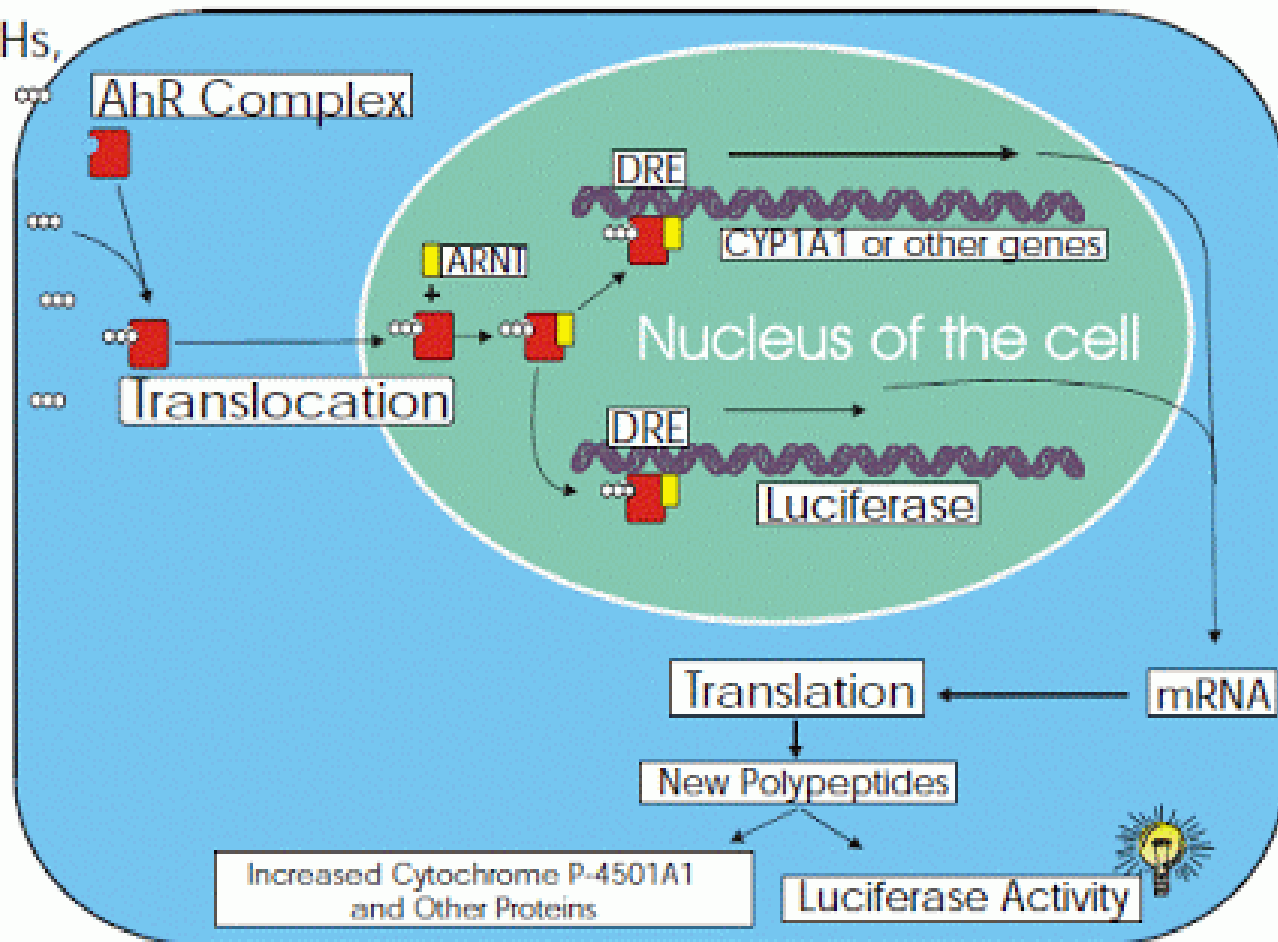 Hs,
AhR Complex
DRE
CYP1A1 or other genes
ARNT
+
Nucleus of the cell
Translocation
DRE
Luciferase
Translation
mRNA
New Polypeptides
Increased Cytochrome P-4501A1
and Other Proteins
Luciferase Activity